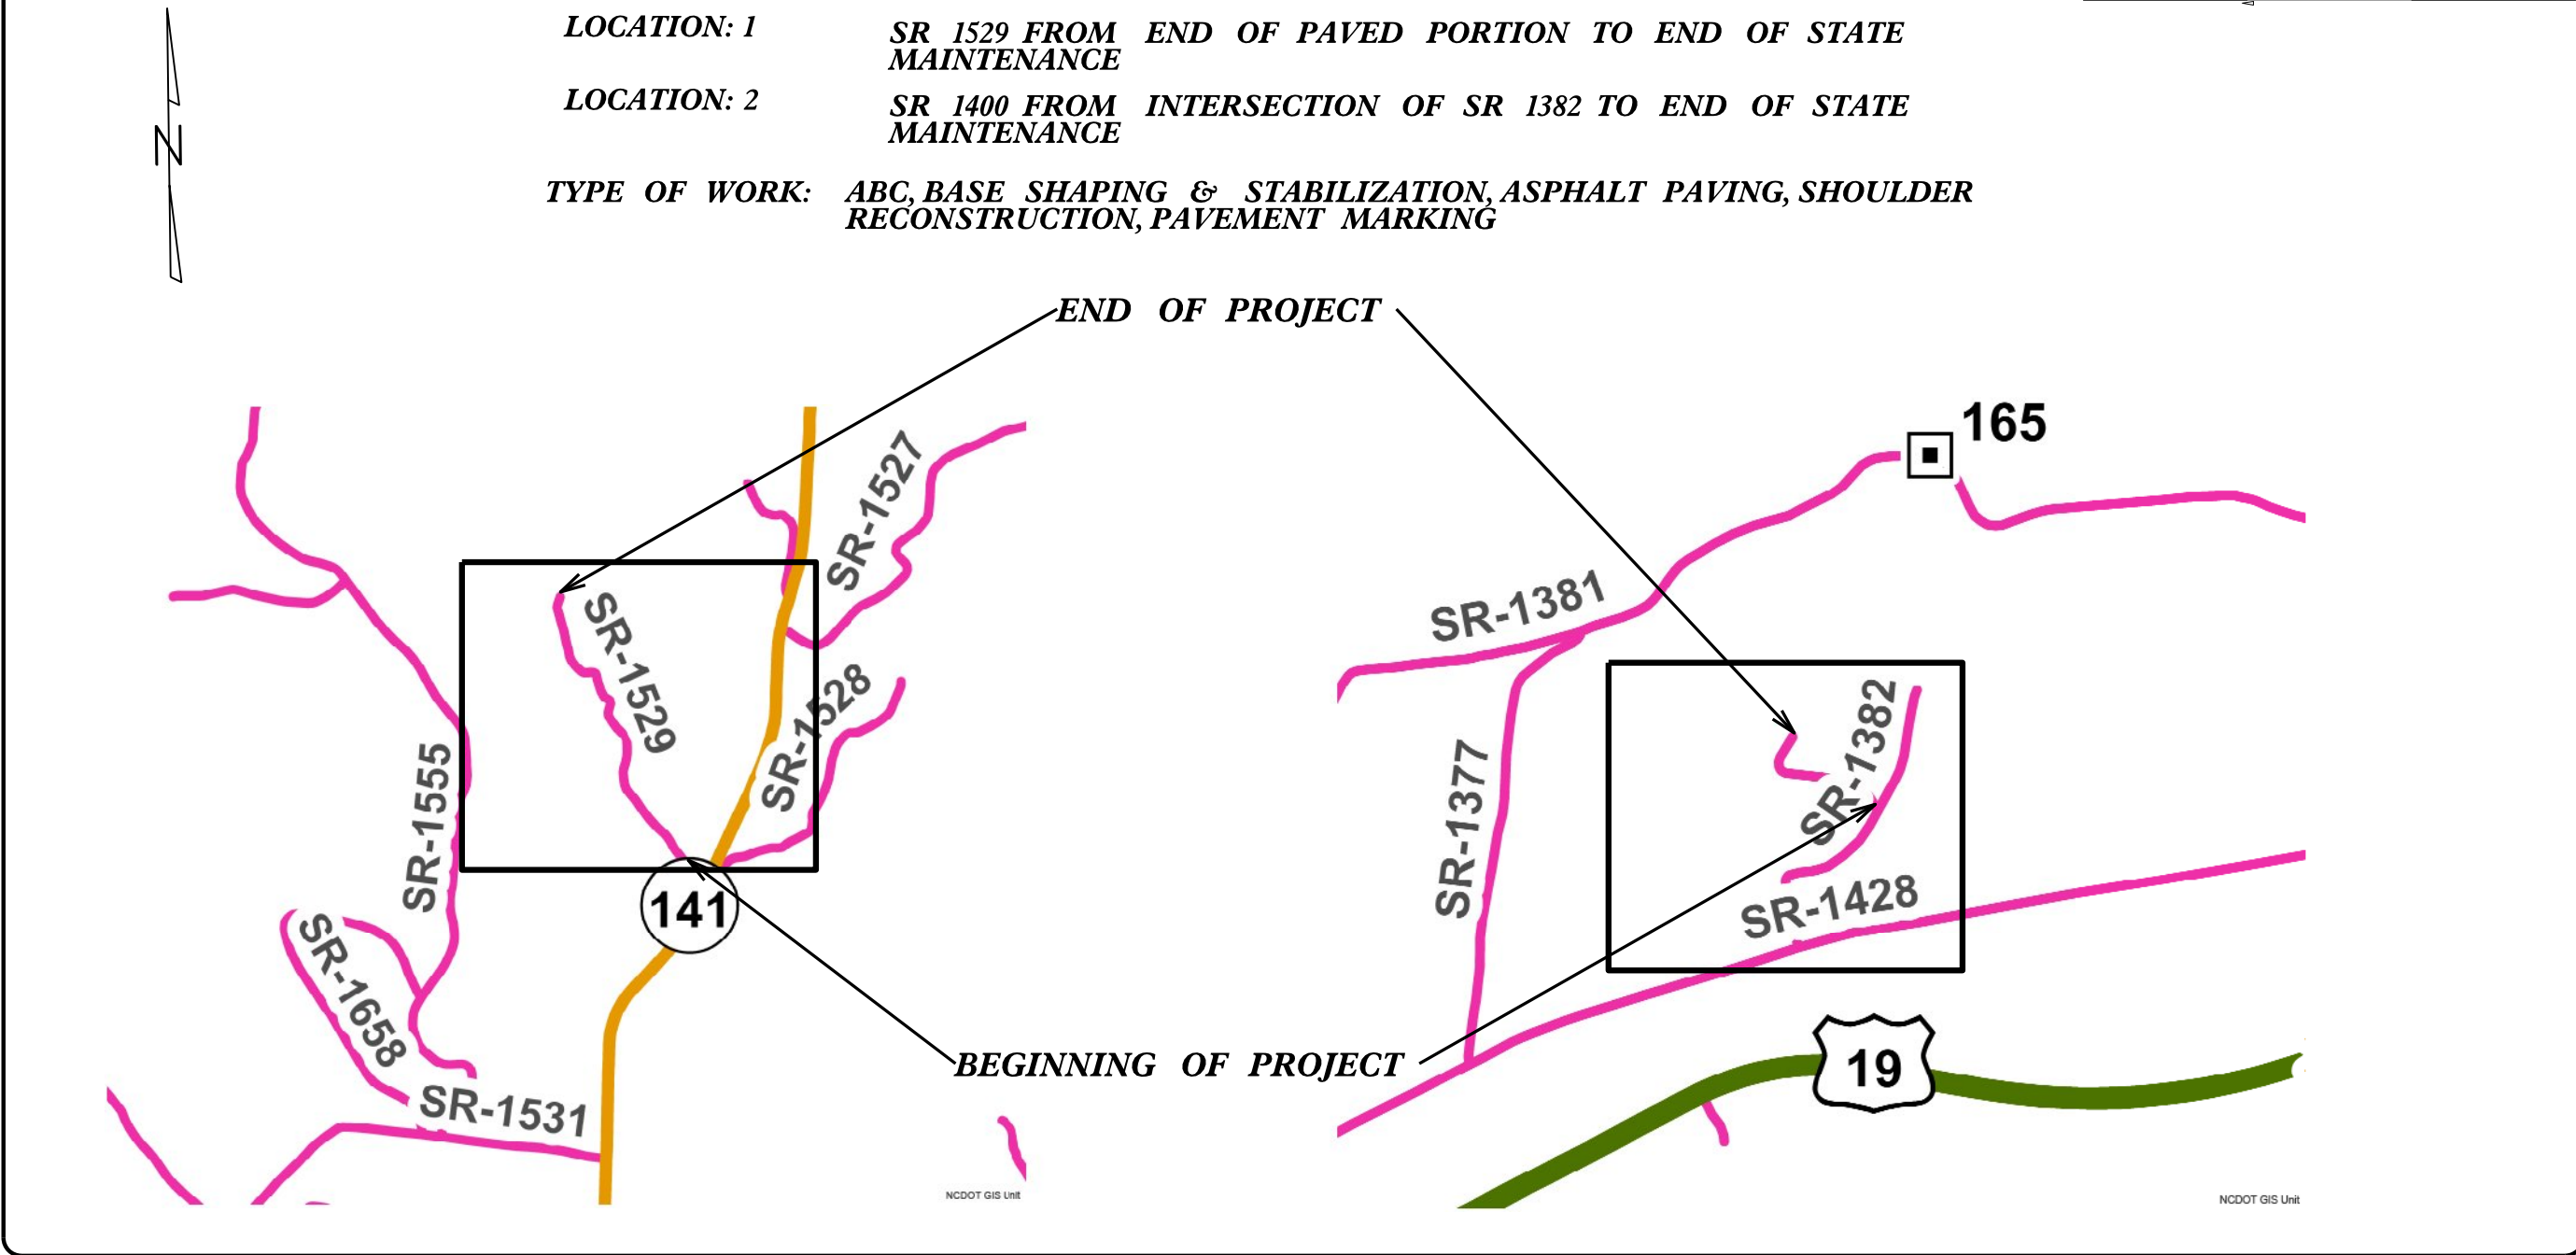 LOCATION: 1 SR 1529 FROM END OF PAVED PORTION TO END OF STATE
MAINTENANCE
LOCATION: 2 SR 1400 FROM INTERSECTION OF SR 1382 TO END OF STATE
MAINTENANCE
N
TYPE OF WORK: ABC, BASE SHAPING & STABILIZATION, ASPHALT PAVING, SHOULDER
RECONSTRUCTION, PAVEMENT MARKING
END OF PROJECT
SR-1527
SR-1529
SR-1528
SR-1555
141
SR-1658
SR-1531
NCDOT GIS Unit
165
SR-1381
SR-1382
SR-1377
SR-1428
BEGINNING OF PROJECT
19
NCDOT GIS Unit